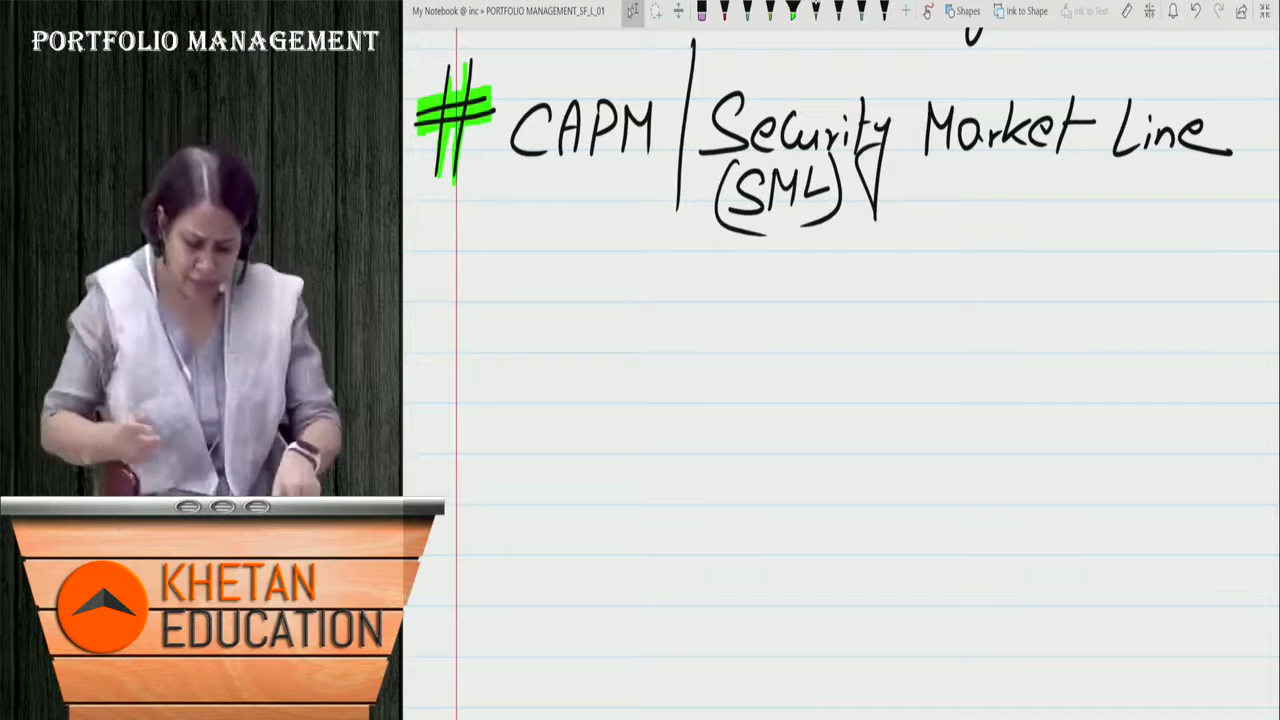 PORTFOLIO MANAGEMENT
My Notebook @ inc » PORTFOLIO MANAGEMENT_SF_L_01
Shapes
Ink to Shape
Ink to Text
# CAPM | Security Market Line
(SML)
KHETAN
EDUCATION